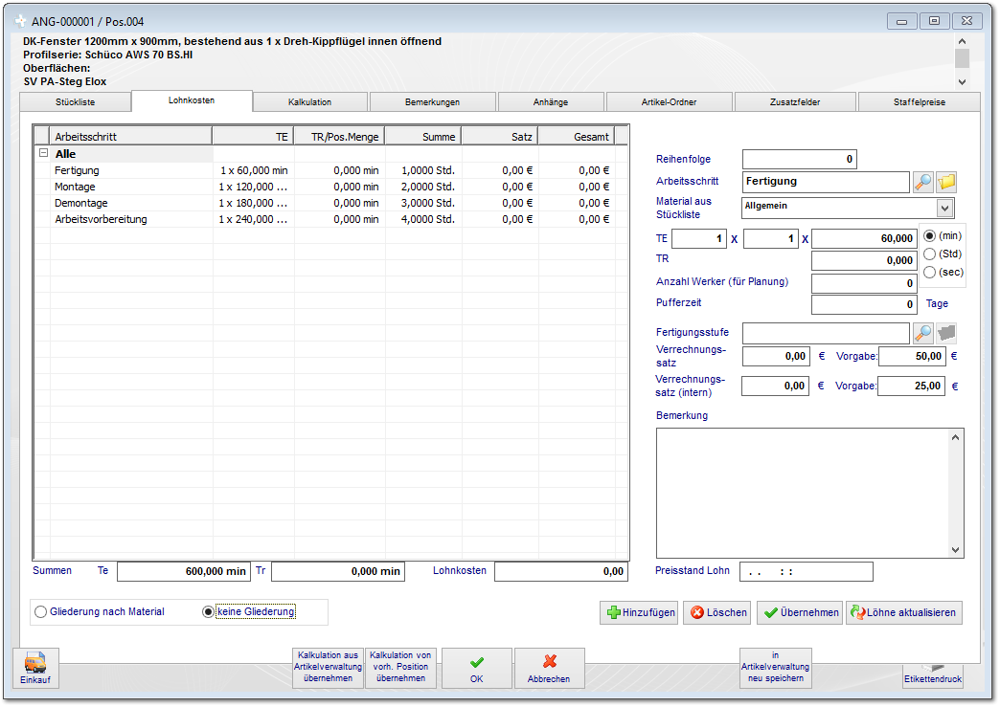 ANG-000001 / Pos.004
DK-Fenster 1200mm x 900mm, bestehend aus 1 x Dreh-Kippflügel innen öffnend
Profilserie: Schüco AWS 70 BS.HI
Oberflächen:
SV PA-Steg Elox
Stückliste Lohnkosten Kalkulation Bemerkungen Anhänge Artikel-Ordner Zusatzfelder Staffelpreise
Arbeitsschritt TE TR/Pos.Menge Summe Satz Gesamt
Alle
Fertigung 1 x 60,000 min 0,000 min 1,0000 Std. 0,00 € 0,00 €
Montage 1 x 120,000 ... 0,000 min 2,0000 Std. 0,00 € 0,00 €
Demontage 1 x 180,000 ... 0,000 min 3,0000 Std. 0,00 € 0,00 €
Arbeitsvorbereitung 1 x 240,000 ... 0,000 min 4,0000 Std. 0,00 € 0,00 €
Summen Te 600,000 min Tr 0,000 min Lohnkosten 0,00
Gliederung nach Material keine Gliederung
Reihenfolge 0
Arbeitsschritt Fertigung
Material aus
Stückliste
Allgemein
TE 1 X 1 X 60,000 (min)
TR 0,000 (Std)
(sec)
Anzahl Werker (für Planung) 0
Pufferzeit 0 Tage
Fertigungsstufe
Verrechnungs-
satz
0,00 € Vorgabe: 50,00 €
Verrechnungs-
satz (intern)
0,00 € Vorgabe: 25,00 €
Bemerkung
Preisstand Lohn . . : :
Hinzufügen Löschen Übernehmen Löhne aktualisieren
Einkauf
Kalkulation aus
Artikelverwaltung
übernehmen
Kalkulation von
vorh. Position
übernehmen
OK
Abbrechen
in
Artikelverwaltung
neu speichern
Etikettendruck